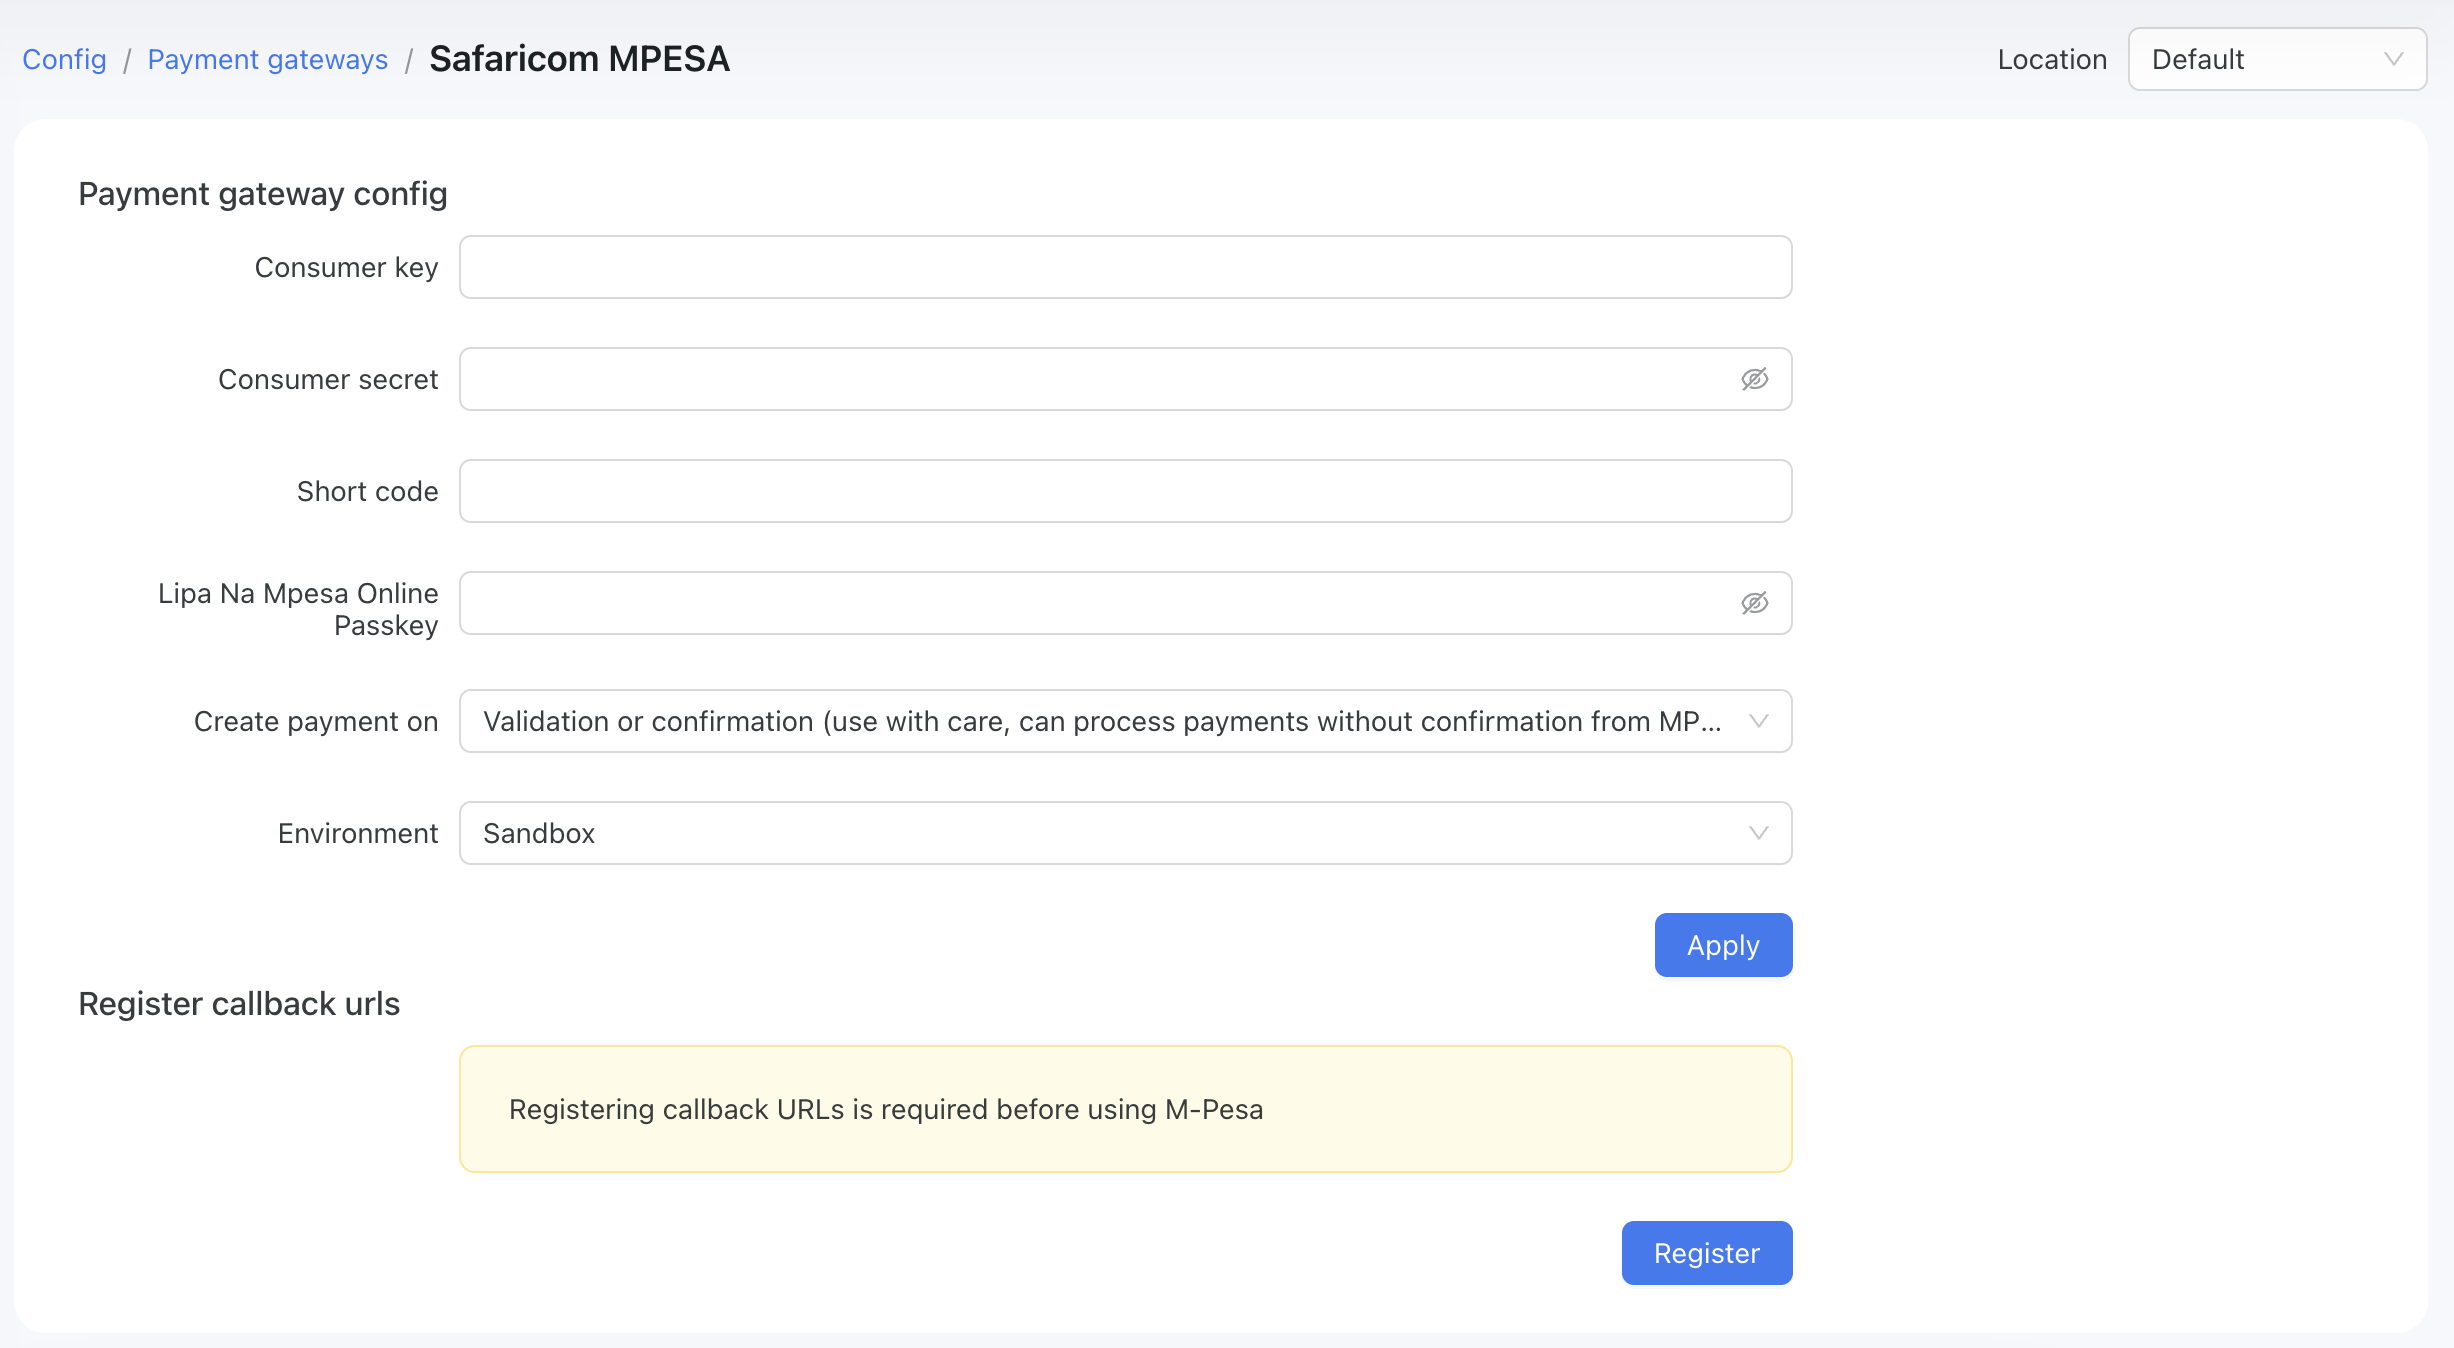 Config / Payment gateways / Safaricom MPESA
Location Default
Payment gateway config
Consumer key
Consumer secret
Short code
Lipa Na Mpesa Online
Passkey
Create payment on Validation or confirmation (use with care, can process payments without confirmation from MP...
Environment Sandbox
Apply
Register callback urls
Registering callback URLs is required before using M-Pesa
Register